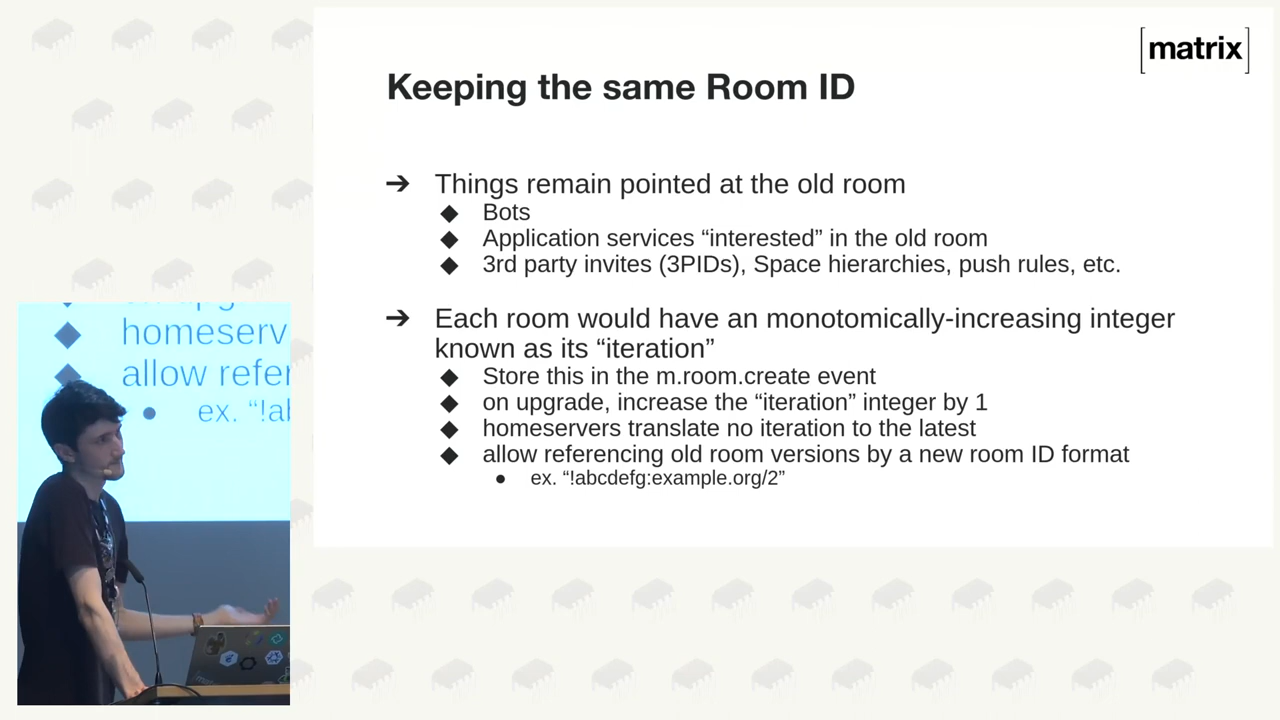 [matrix]
Keeping the same Room ID
➔ Things remain pointed at the old room
◆ Bots
◆ Application services “interested” in the old room
◆ 3rd party invites (3PIDs), Space hierarchies, push rules, etc.
➔ Each room would have an monotomically-increasing integer
known as its “iteration”
◆ Store this in the m.room.create event
◆ on upgrade, increase the “iteration” integer by 1
◆ homeservers translate no iteration to the latest
◆ allow referencing old room versions by a new room ID format
● ex. “!abcdefg:example.org/2”
◆ homeserv
◆ allow refer
● ex. “!ab